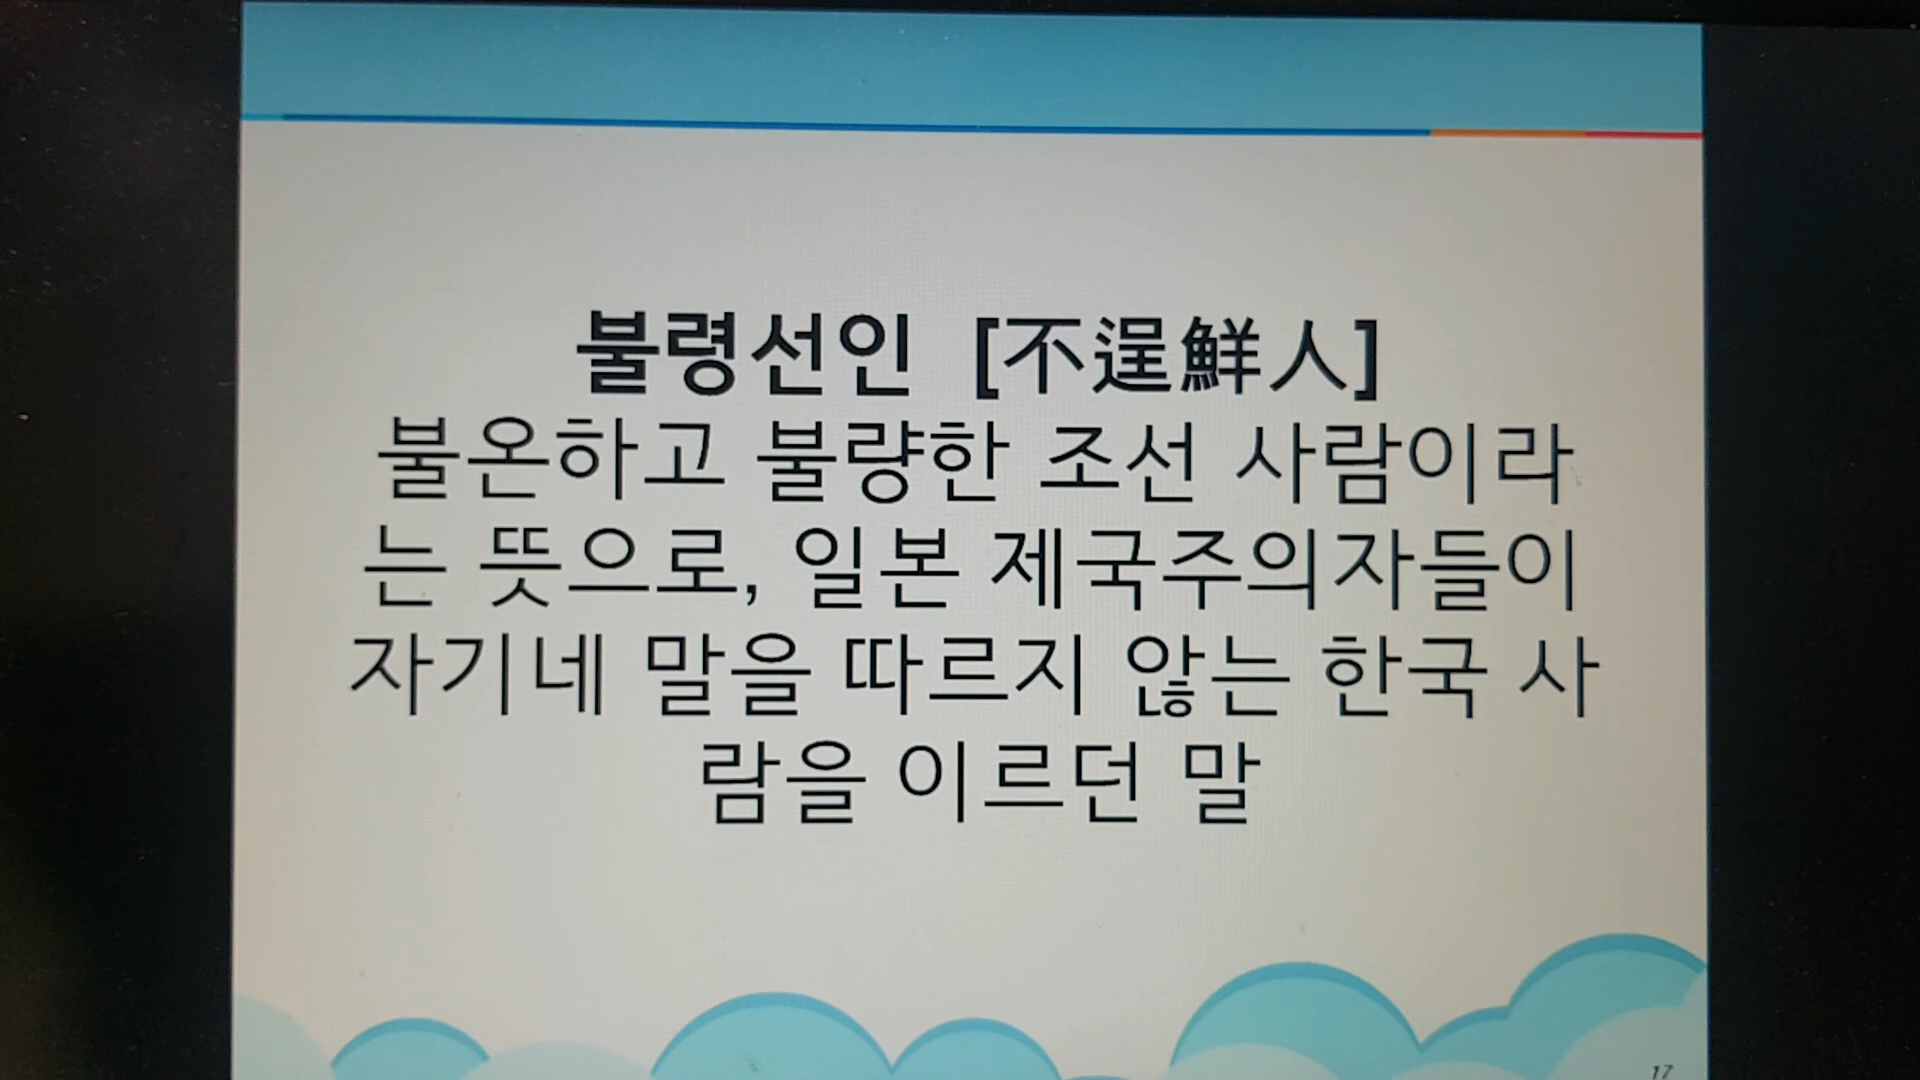 불령선인 [不逞鮮人]
불온하고 불량한 조선 사람이라
는 뜻으로, 일본 제국주의자들이
자기네 말을 따르지 않는 한국 사
람을 이르던 말
17